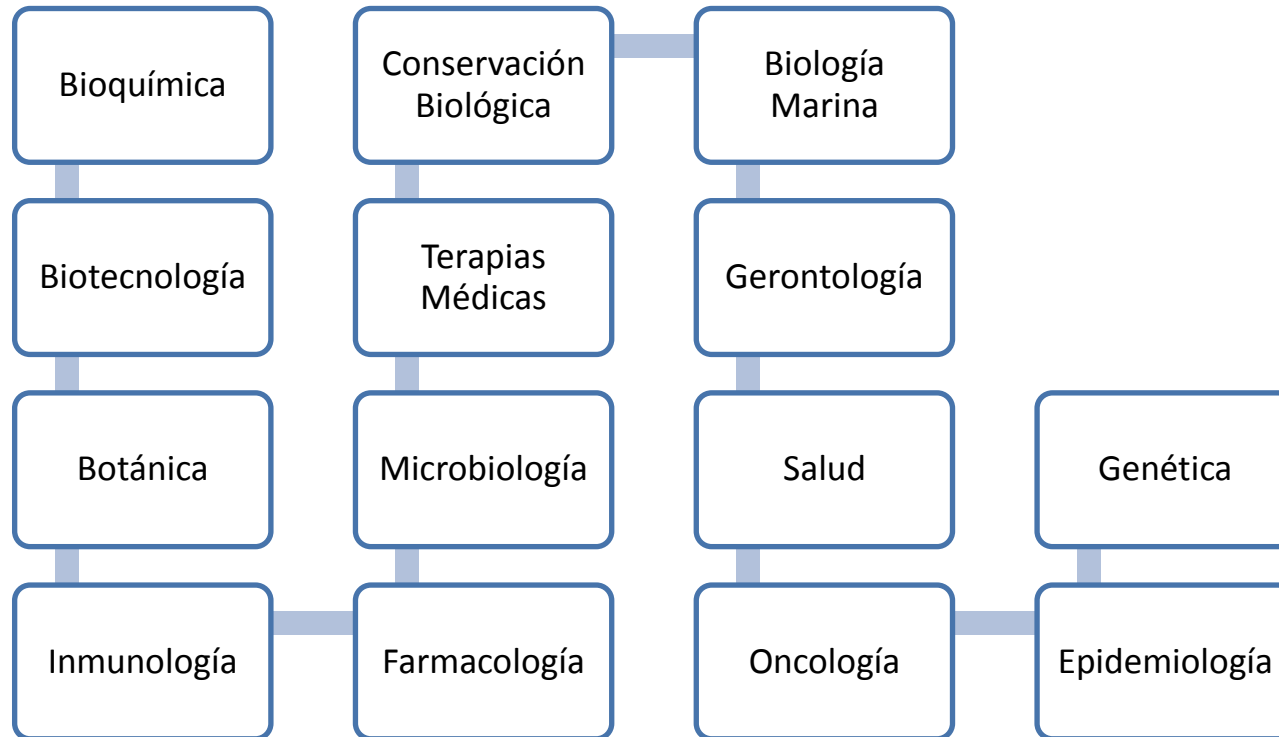 Bioquímica
Biotecnología
Botánica
Inmunología
Farmacología
Microbiología
Terapias
Médicas
Conservación
Biológica
Biología
Marina
Gerontología
Salud
Oncología
Epidemiología
Genética